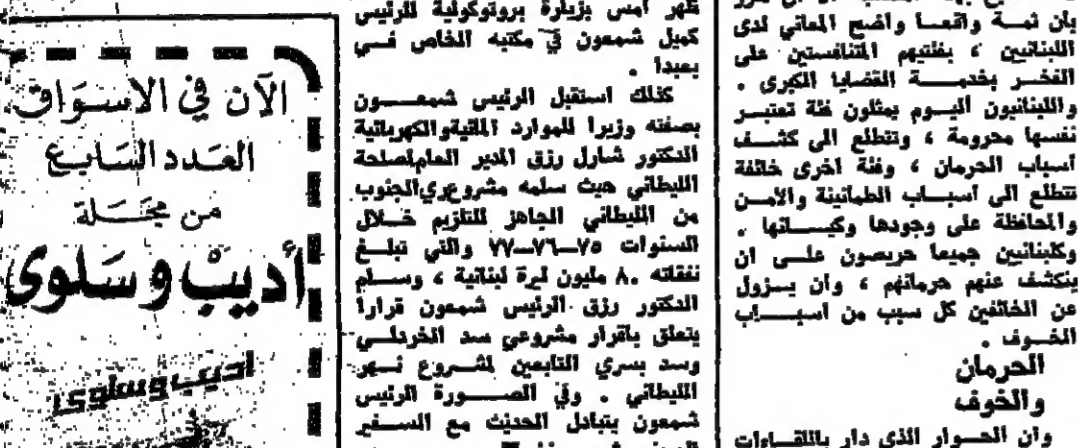 بان ثمة واقعا واضح المعاني لدى
اللبنانيين ، بفئتيهم المتنافستين على
الفخر بخدمة القضايا الكبرى .
واللبنانيون اليوم يمثلون فئة تعتبر
نفسها محرومة ، وتتطلع الى كشف
أسباب الحرمان ، وفئة اخرى خائفة
تتطلع الى أسباب الطمأنينة والأمن
والمحافظة على وجودها وكيانها .
وكلبنانيين جميعا حريصون على ان
ينكشف عنهم حرمانهم ، وان يزول
عن الخائفين كل سبب من اسباب
الخوف .
الحرمان
والخوف
وان الحوار الذي دار باللقاءات
ظهر أمس بزيارة بروتوكولية للرئيس
كميل شمعون في مكتبه الخاص في
بعبدا .
كذلك استقبل الرئيس شمعون
بصفته وزيرا للموارد المائية والكهربائية
الدكتور شارل رزق المدير العام لمصلحة
الليطاني حيث سلمه مشروع ري الجنوب
من الليطاني الجاهز للتلزيم خلال
السنوات ٧٥-٧٦-٧٧ والتي تبلغ
نفقاته ٨٠ مليون ليرة لبنانية ، وسلم
الدكتور رزق الرئيس شمعون قرارا
يتعلق باقرار مشروعي سد الخردلي
وسد بسري التابعين لمشروع نهر
الليطاني . وفي الصورة الرئيس
شمعون يتبادل الحديث مع السفير
الآن في الاسواق
العدد السابع
من مجلة
أديب وسلوى
اديب وسلوى